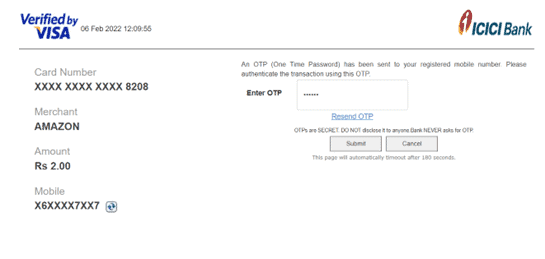 Verified by
VISA
06 Feb 2022 12:09:55
ICICI Bank
Card Number
XXXX XXXX XXXX 8208
Merchant
AMAZON
Amount
Rs 2.00
Mobile
X6XXXX7XX7
An OTP (One Time Password) has been sent to your registered mobile number. Please
authenticate the transaction using this OTP.
Enter OTP ......
Resend OTP
OTPs are SECRET. DO NOT disclose it to anyone.Bank NEVER asks for OTP.
Submit Cancel
This page will automatically timeout after 180 seconds.